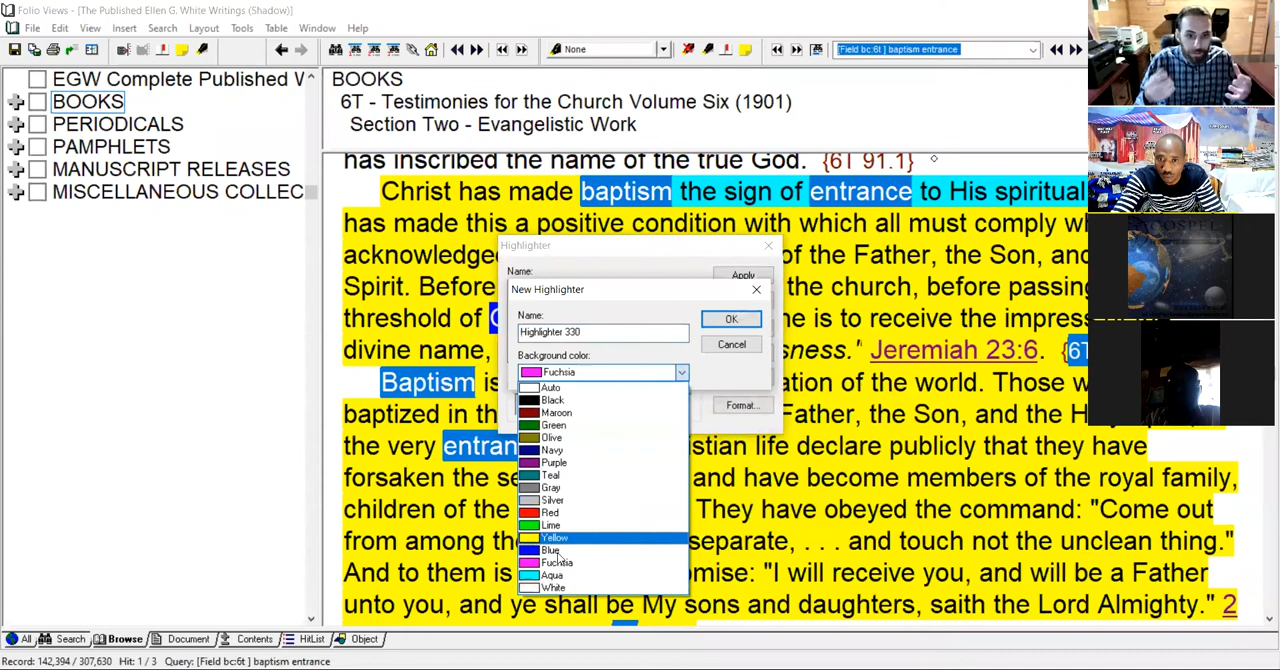 Folio Views - [The Published Ellen G. White Writings (Shadow)]
File Edit View Insert Search Layout Tools Table Window Help
None
[Field bc:6t ] baptism entrance
EGW Complete Published W
BOOKS
PERIODICALS
PAMPHLETS
MANUSCRIPT RELEASES
MISCELLANEOUS COLLEC
BOOKS
6T - Testimonies for the Church Volume Six (1901)
Section Two - Evangelistic Work
has inscribed the name of the true God. {6T 91.1}
Christ has made baptism the sign of entrance to His spiritual
has made this a positive condition with which all must comply wh
acknowledged of the Father, the Son, and
Spirit. Before the church, before passing
threshold of he is to receive the impress
divine name, sness." Jeremiah 23:6. {6T
Baptism is ation of the world. Those w
baptized in th Father, the Son, and the H
the very entran istian life declare publicly that they have
forsaken the se and have become members of the royal family,
children of the They have obeyed the command: "Come out
from among the separate, . . . and touch not the unclean thing."
And to them is mise: "I will receive you, and will be a Father
unto you, and ye shall be My sons and daughters, saith the Lord Almighty." 2
Highlighter
Name:
Apply
New Highlighter
Name:
Highlighter 330
OK
Cancel
Background color:
Fuchsia
Format...
Auto
Black
Maroon
Green
Olive
Navy
Purple
Teal
Gray
Silver
Red
Lime
Yellow
Blue
Fuchsia
Aqua
White
GOSPEL
All Search Browse Document Contents HitList Object
Record: 142,394 / 307,630 Hit: 1 / 3 Query: [Field bc:6t ] baptism entrance